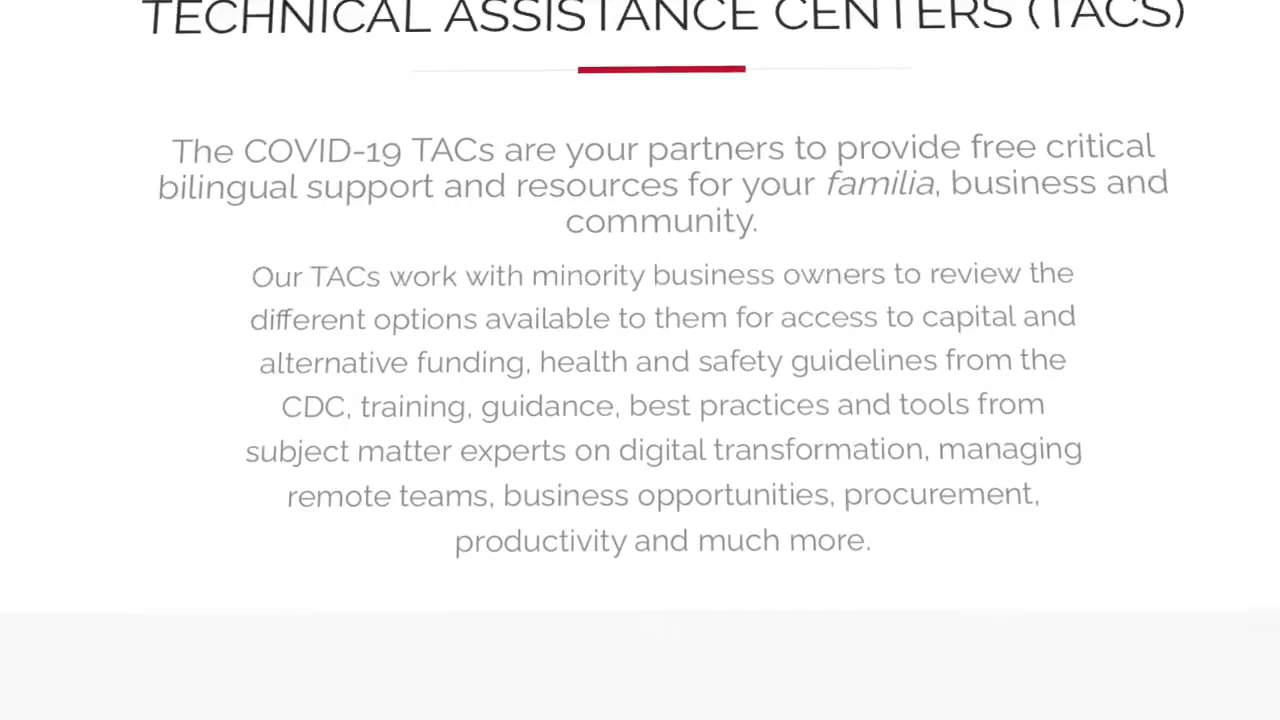 TECHNICAL ASSISTANCE CENTERS (TACS)
The COVID-19 TACs are your partners to provide free critical
bilingual support and resources for your familia, business and
community.
Our TACs work with minority business owners to review the
different options available to them for access to capital and
alternative funding, health and safety guidelines from the
CDC, training, guidance, best practices and tools from
subject matter experts on digital transformation, managing
remote teams, business opportunities, procurement,
productivity and much more.